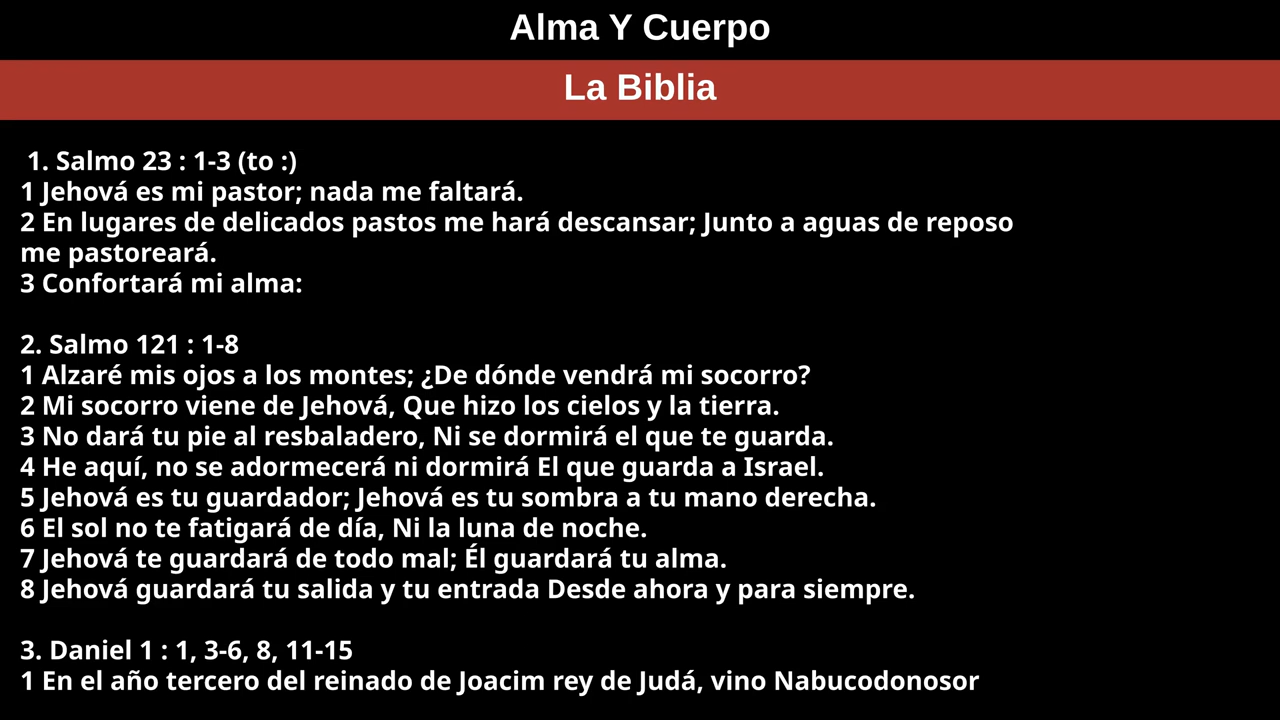 Alma Y Cuerpo
La Biblia
1. Salmo 23 : 1-3 (to :)
1 Jehová es mi pastor; nada me faltará.
2 En lugares de delicados pastos me hará descansar; Junto a aguas de reposo
me pastoreará.
3 Confortará mi alma:
2. Salmo 121 : 1-8
1 Alzaré mis ojos a los montes; ¿De dónde vendrá mi socorro?
2 Mi socorro viene de Jehová, Que hizo los cielos y la tierra.
3 No dará tu pie al resbaladero, Ni se dormirá el que te guarda.
4 He aquí, no se adormecerá ni dormirá El que guarda a Israel.
5 Jehová es tu guardador; Jehová es tu sombra a tu mano derecha.
6 El sol no te fatigará de día, Ni la luna de noche.
7 Jehová te guardará de todo mal; Él guardará tu alma.
8 Jehová guardará tu salida y tu entrada Desde ahora y para siempre.
3. Daniel 1 : 1, 3-6, 8, 11-15
1 En el año tercero del reinado de Joacim rey de Judá, vino Nabucodonosor